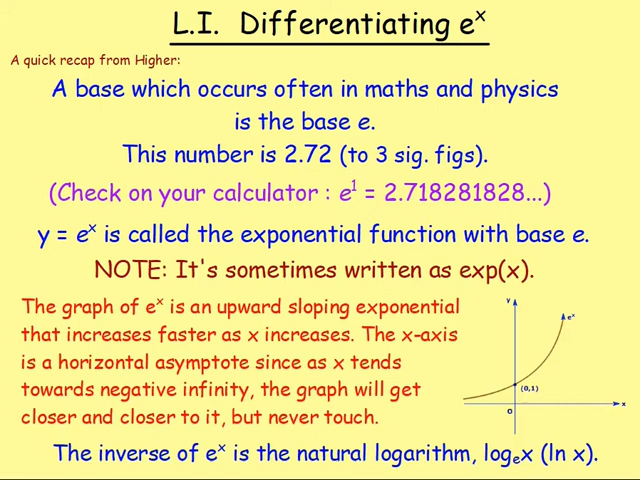 L.I.  Differentiating eˣ
A quick recap from Higher:
A base which occurs often in maths and physics
is the base e.
This number is 2.72 (to 3 sig. figs).
(Check on your calculator : e¹ = 2.718281828...)
y = eˣ is called the exponential function with base e.
NOTE: It's sometimes written as exp(x).
The graph of eˣ is an upward sloping exponential
that increases faster as x increases. The x-axis
is a horizontal asymptote since as x tends
towards negative infinity, the graph will get
closer and closer to it, but never touch.
y
eˣ
(0,1)
O
x
The inverse of eˣ is the natural logarithm, logₑx (ln x).